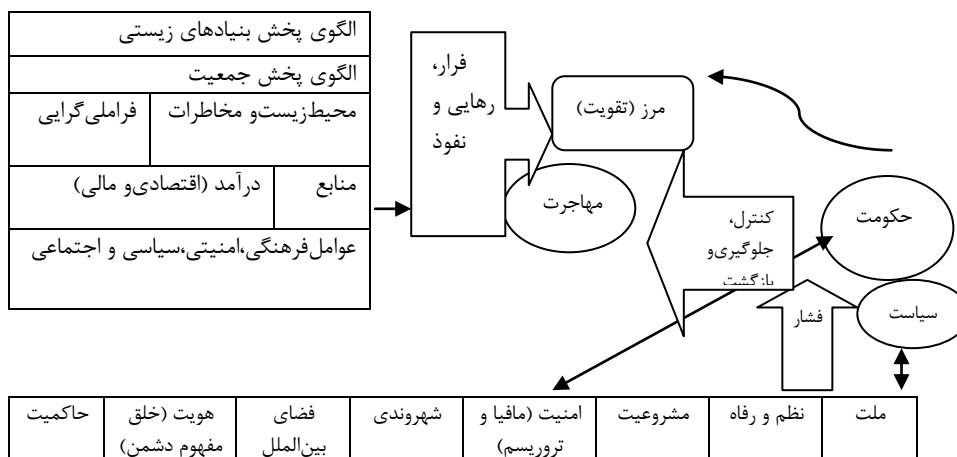 الگوی پخش بنیادهای زیستی
الگوی پخش جمعیت
محیط‌زیست‌و مخاطرات
فراملی‌گرایی
منابع
درآمد (اقتصادی‌و مالی)
عوامل‌فرهنگی،امنیتی،سیاسی و اجتماعی
فرار،
رهایی و
نفوذ
مرز (تقویت)
مهاجرت
کنترل،
جلوگیری‌و
بازگشت
حکومت
سیاست
فشار
ملت
نظم و رفاه
مشروعیت
امنیت (مافیا و
تروریسم)
شهروندی
فضای
بین‌الملل
هویت (خلق
مفهوم دشمن)
حاکمیت